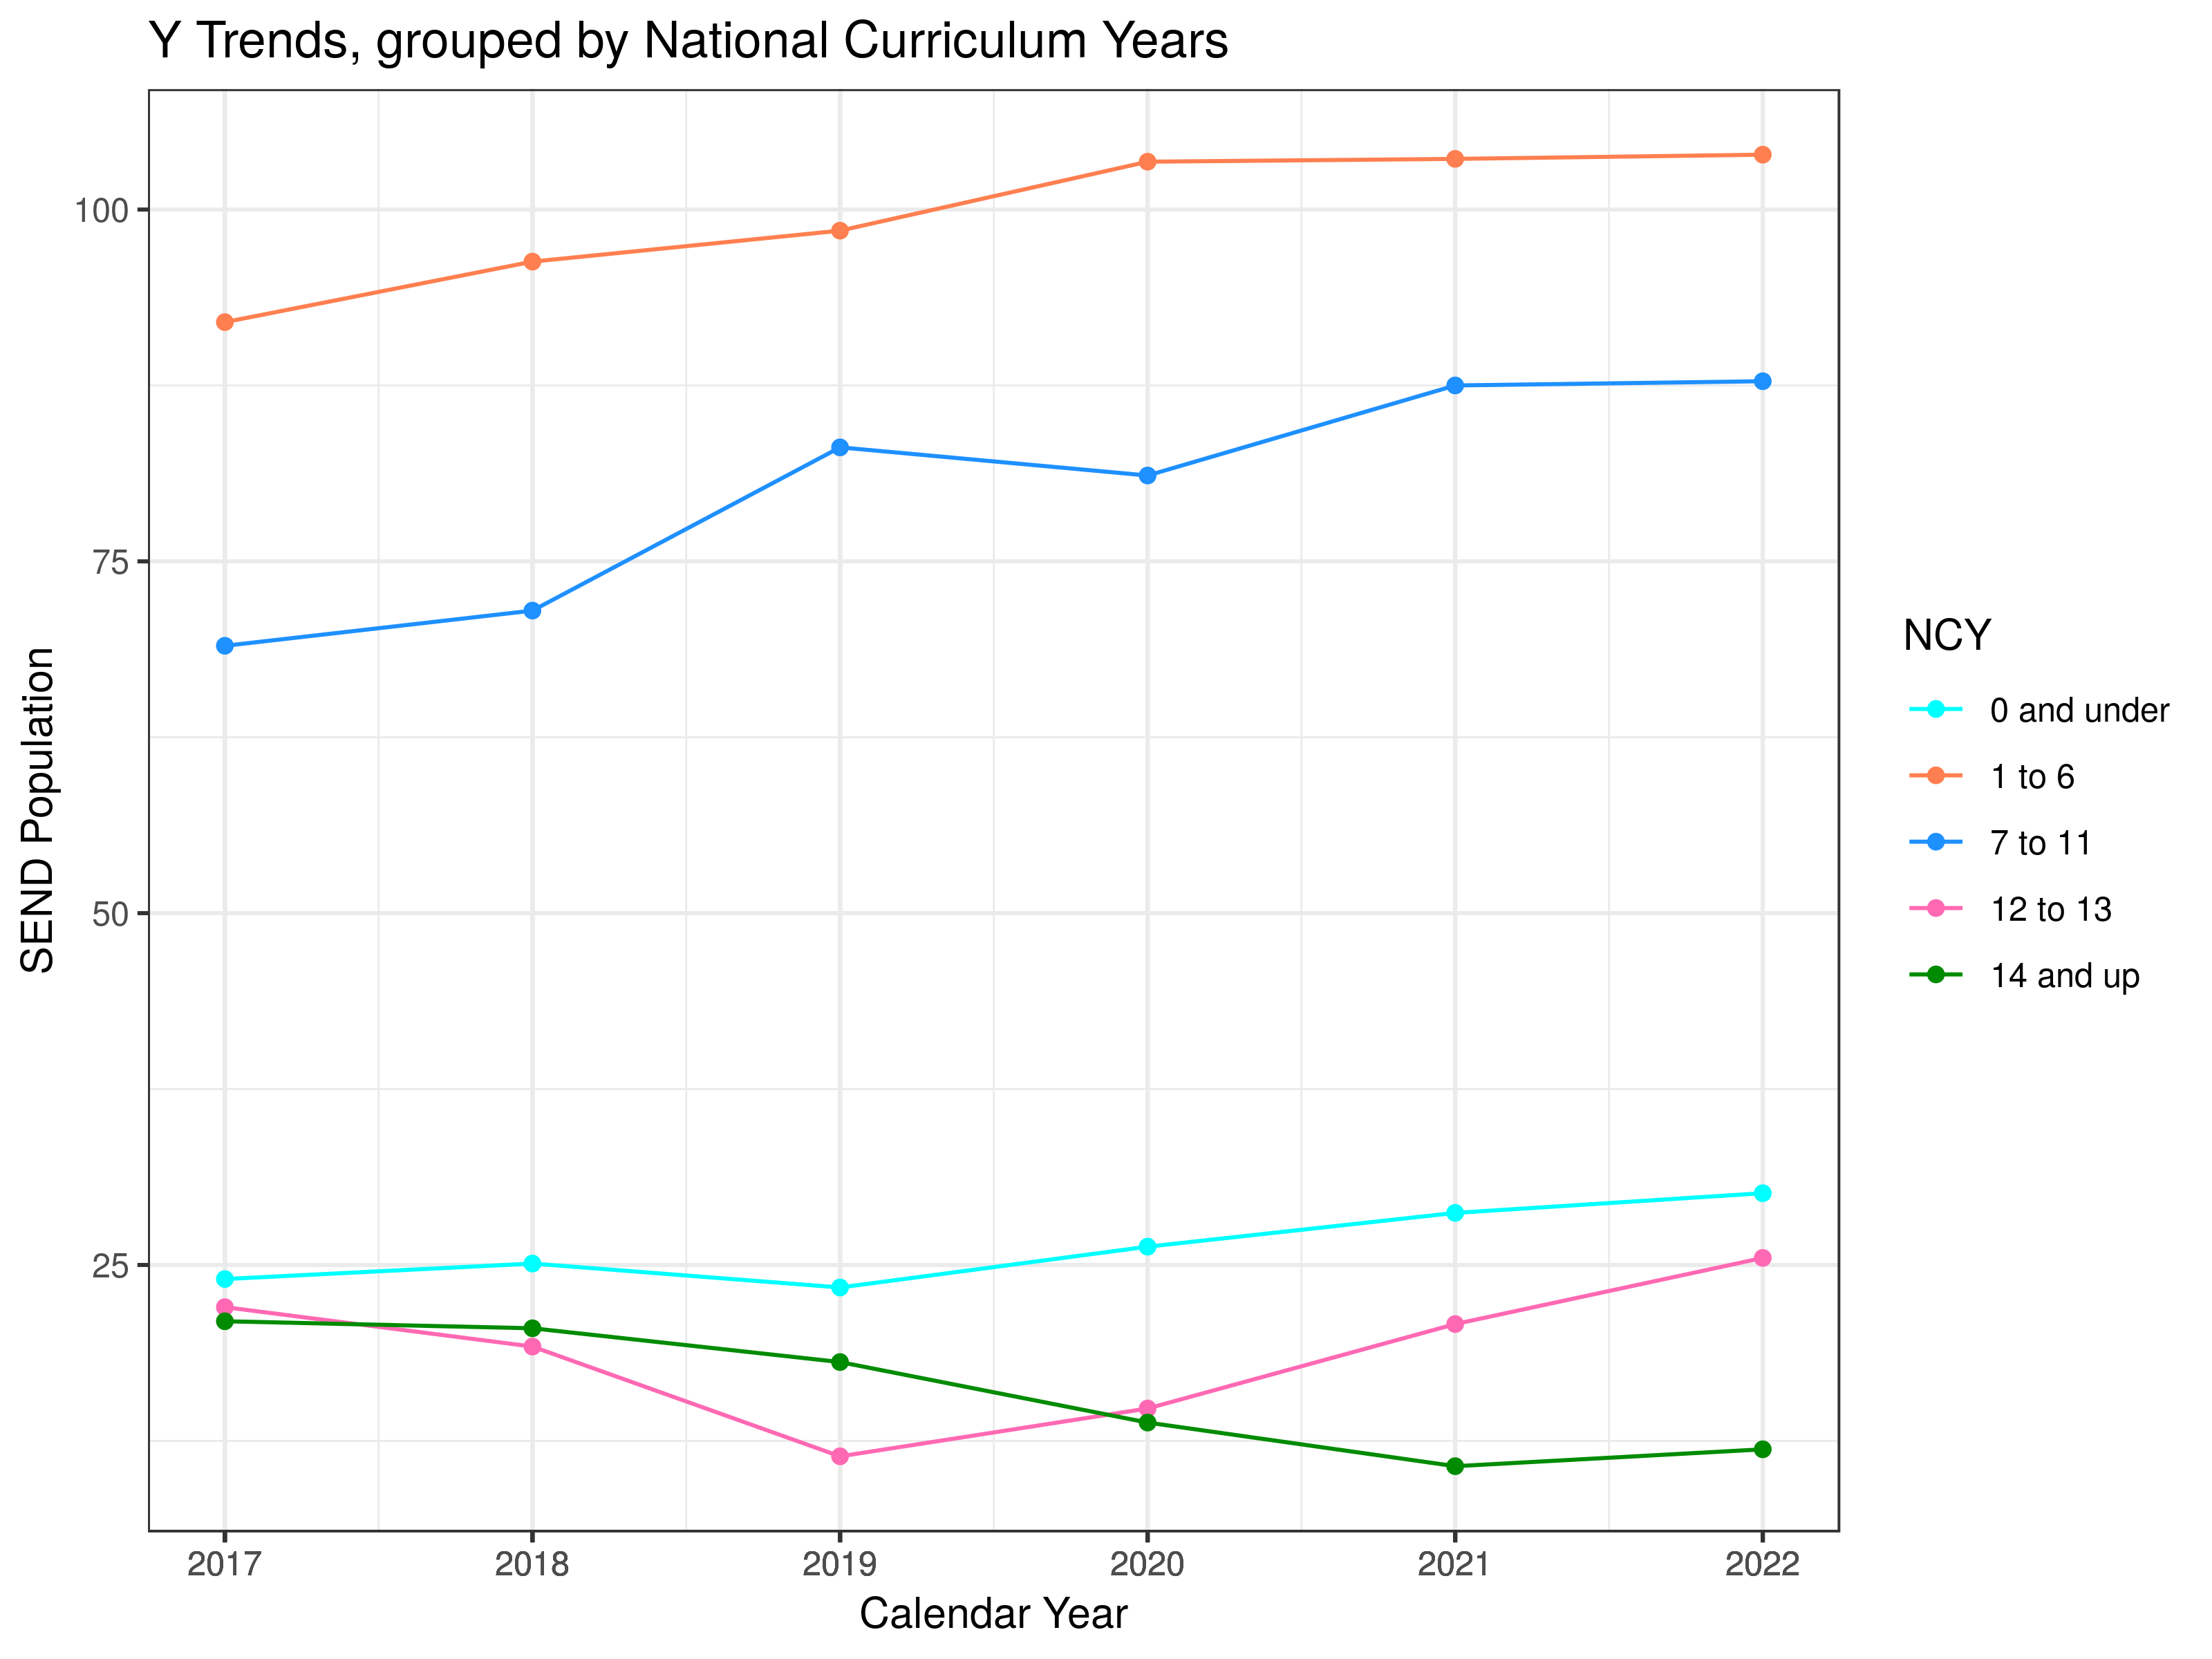 Y Trends, grouped by National Curriculum Years
100
75
50
25
SEND Population
2017 2018 2019 2020 2021 2022
Calendar Year
NCY
0 and under
1 to 6
7 to 11
12 to 13
14 and up